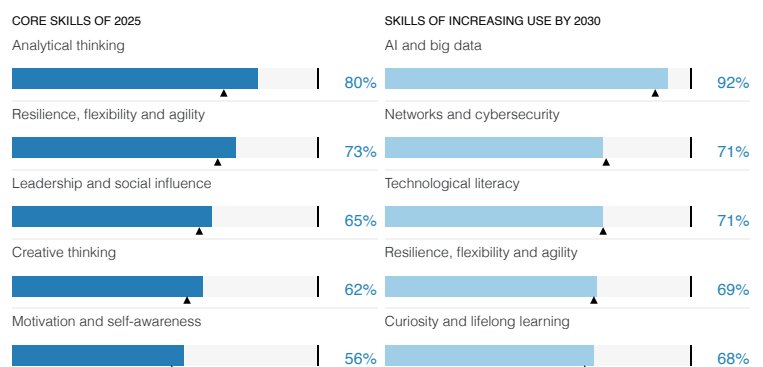 CORE SKILLS OF 2025
Analytical thinking
80%
Resilience, flexibility and agility
73%
Leadership and social influence
65%
Creative thinking
62%
Motivation and self-awareness
56%
SKILLS OF INCREASING USE BY 2030
AI and big data
92%
Networks and cybersecurity
71%
Technological literacy
71%
Resilience, flexibility and agility
69%
Curiosity and lifelong learning
68%